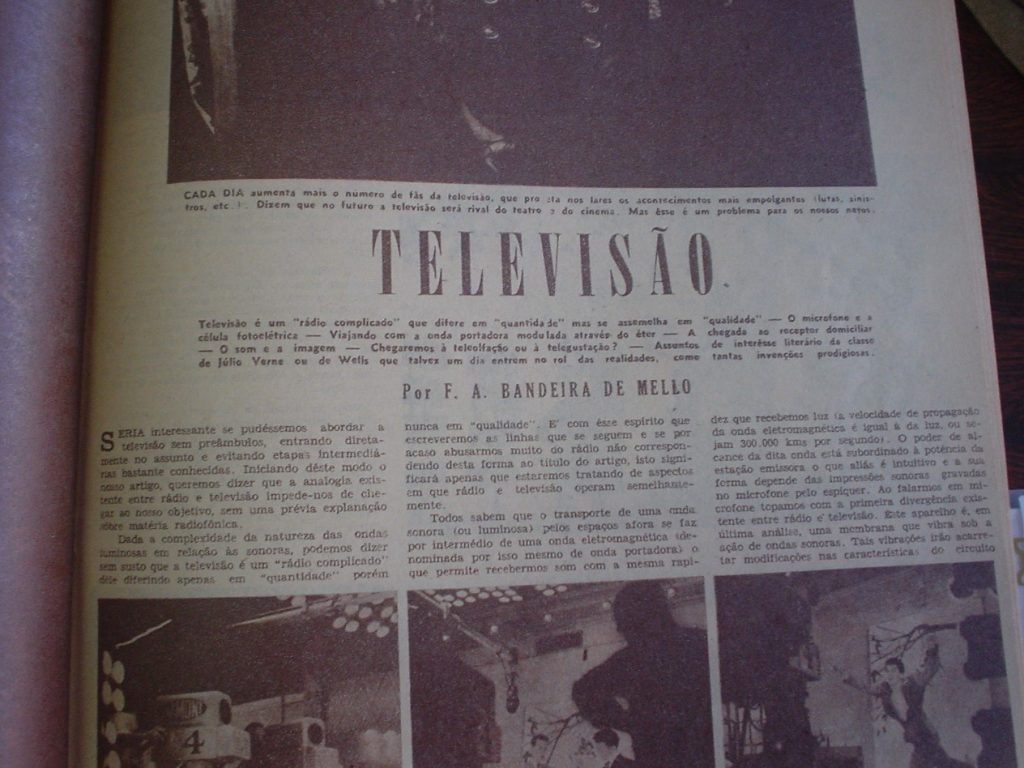 CADA DIA aumenta mais o número de fãs da televisão, que pro eta nos lares os acontecimentos mais empolgantes (lutas, sinis-
tros, etc.). Dizem que no futuro a televisão será rival do teatro e do cinema. Mas êsse é um problema para os nossos netos.
TELEVISÃO
Televisão é um "rádio complicado" que difere em "quantidade" mas se assemelha em "qualidade" — O microfone e a
célula fotoelétrica — Viajando com a onda portadora modulada através do éter — A chegada ao receptor domiciliar
— O som e a imagem — Chegaremos à teleolfação ou à telegustação? — Assuntos de interêsse literário da classe
de Júlio Verne ou de Wells que talvez um dia entrem no rol das realidades, como tantas invenções prodigiosas.
Por F. A. BANDEIRA DE MELLO
SERIA interessante se pudéssemos abordar a
televisão sem preâmbulos, entrando direta-
mente no assunto e evitando etapas intermediá-
rias bastante conhecidas. Iniciando dêste modo o
nosso artigo, queremos dizer que a analogia exis-
tente entre rádio e televisão impede-nos de che-
gar ao nosso objetivo, sem uma prévia explanação
sôbre matéria radiofônica.
Dada a complexidade da natureza das ondas
luminosas em relação às sonoras, podemos dizer
sem susto que a televisão é um "rádio complicado"
dêle diferindo apenas em "quantidade" porém
nunca em "qualidade". E' com êsse espírito que
escreveremos as linhas que se seguem e se por
acaso abusarmos muito do rádio não correspon-
dendo desta forma ao título do artigo, isto signi-
ficará apenas que estaremos tratando de aspectos
em que rádio e televisão operam semelhante-
mente.
Todos sabem que o transporte de uma onda
sonora (ou luminosa) pelos espaços afora se faz
por intermédio de uma onda eletromagnética (de-
nominada por isso mesmo de onda portadora) o
que permite recebermos som com a mesma rapi-
dez que recebemos luz (a velocidade de propagação
da onda eletromagnética é igual à da luz, ou se-
jam 300.000 kms por segundo). O poder de al-
cance da dita onda está subordinado à potência da
estação emissora o que aliás é intuitivo e a sua
forma depende das impressões sonoras gravadas
no microfone pelo espiquer. Ao falarmos em mi-
crofone topamos com a primeira divergência exis-
tente entre rádio e televisão. Este aparelho é, em
última análise, uma membrana que vibra sob a
ação de ondas sonoras. Tais vibrações irão acarre-
tar modificações nas características do circuito
4